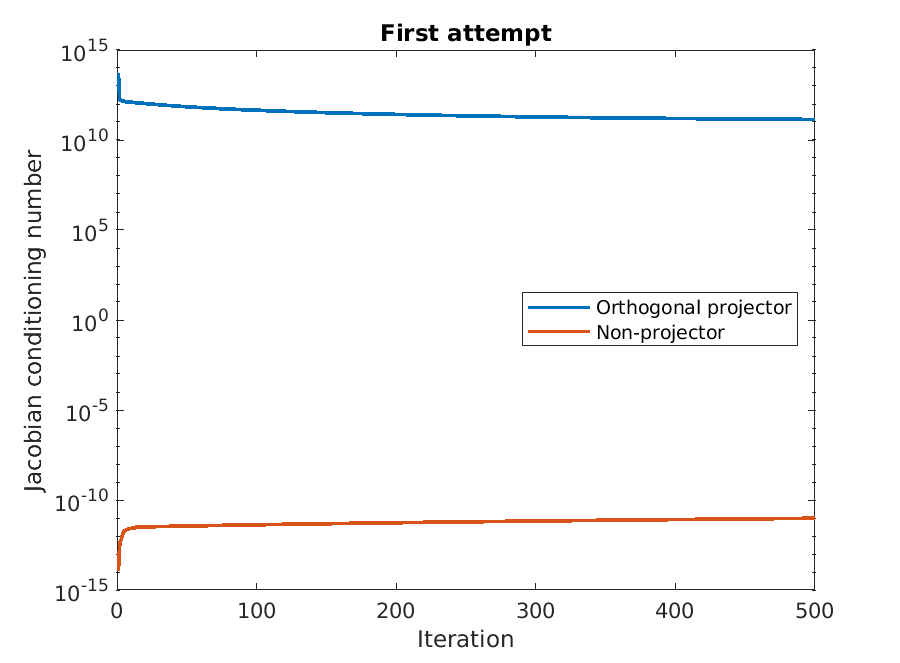 First attempt
Jacobian conditioning number
10^15
10^10
10^5
10^0
10^-5
10^-10
10^-15
Orthogonal projector
Non-projector
0 100 200 300 400 500
Iteration